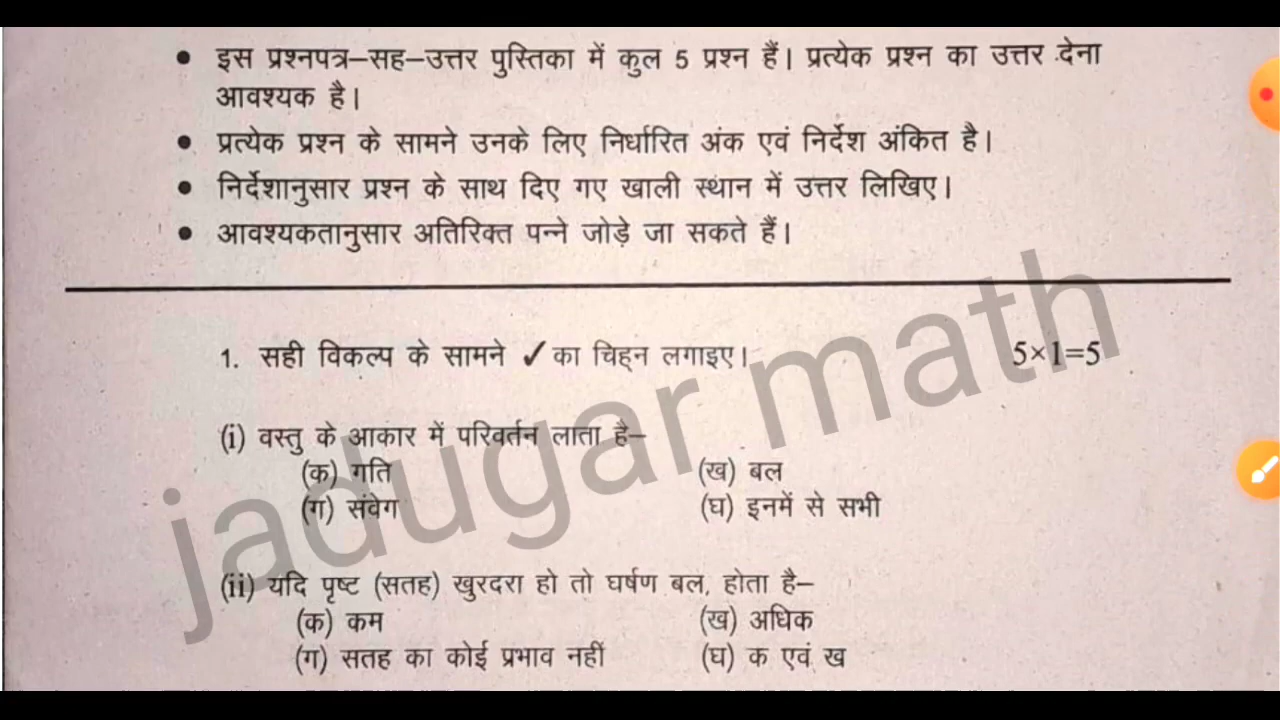 • इस प्रश्नपत्र–सह–उत्तर पुस्तिका में कुल 5 प्रश्न हैं। प्रत्येक प्रश्न का उत्तर देना
आवश्यक है।
• प्रत्येक प्रश्न के सामने उनके लिए निर्धारित अंक एवं निर्देश अंकित है।
• निर्देशानुसार प्रश्न के साथ दिए गए खाली स्थान में उत्तर लिखिए।
• आवश्यकतानुसार अतिरिक्त पन्ने जोड़े जा सकते हैं।
1. सही विकल्प के सामने ✓ का चिह्न लगाइए। 5×1=5
(i) वस्तु के आकार में परिवर्तन लाता है–
(क) गति (ख) बल
(ग) संवेग (घ) इनमें से सभी
(ii) यदि पृष्ट (सतह) खुरदरा हो तो घर्षण बल, होता है–
(क) कम (ख) अधिक
(ग) सतह का कोई प्रभाव नहीं (घ) क एवं ख
jadugar math